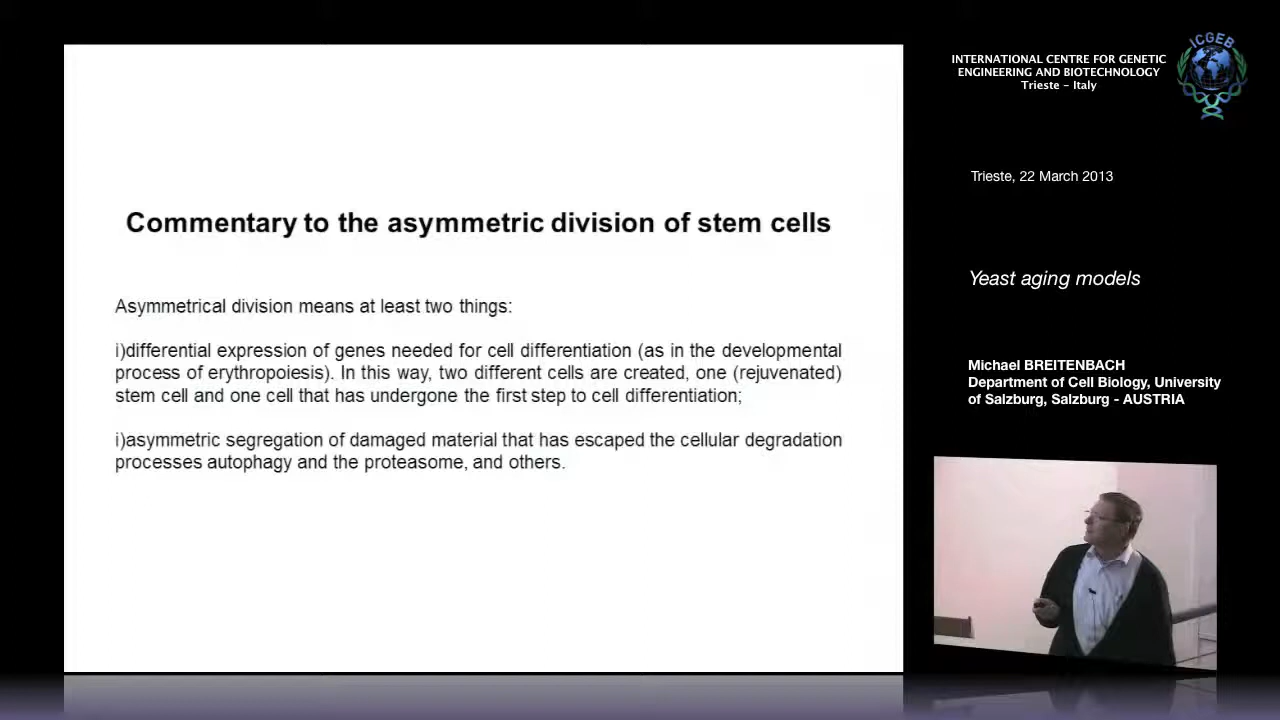 Commentary to the asymmetric division of stem cells
Asymmetrical division means at least two things:
i)differential expression of genes needed for cell differentiation (as in the developmental
process of erythropoiesis). In this way, two different cells are created, one (rejuvenated)
stem cell and one cell that has undergone the first step to cell differentiation;
i)asymmetric segregation of damaged material that has escaped the cellular degradation
processes autophagy and the proteasome, and others.
INTERNATIONAL CENTRE FOR GENETIC
ENGINEERING AND BIOTECHNOLOGY
Trieste - Italy
ICGEB
Trieste, 22 March 2013
Yeast aging models
Michael BREITENBACH
Department of Cell Biology, University
of Salzburg, Salzburg - AUSTRIA